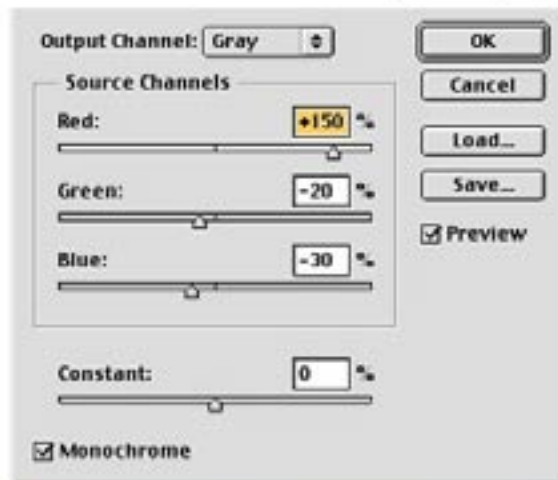 Output Channel: Gray
Source Channels
Red: +150 %
Green: -20 %
Blue: -30 %
Constant: 0 %
Monochrome
OK
Cancel
Load...
Save...
Preview